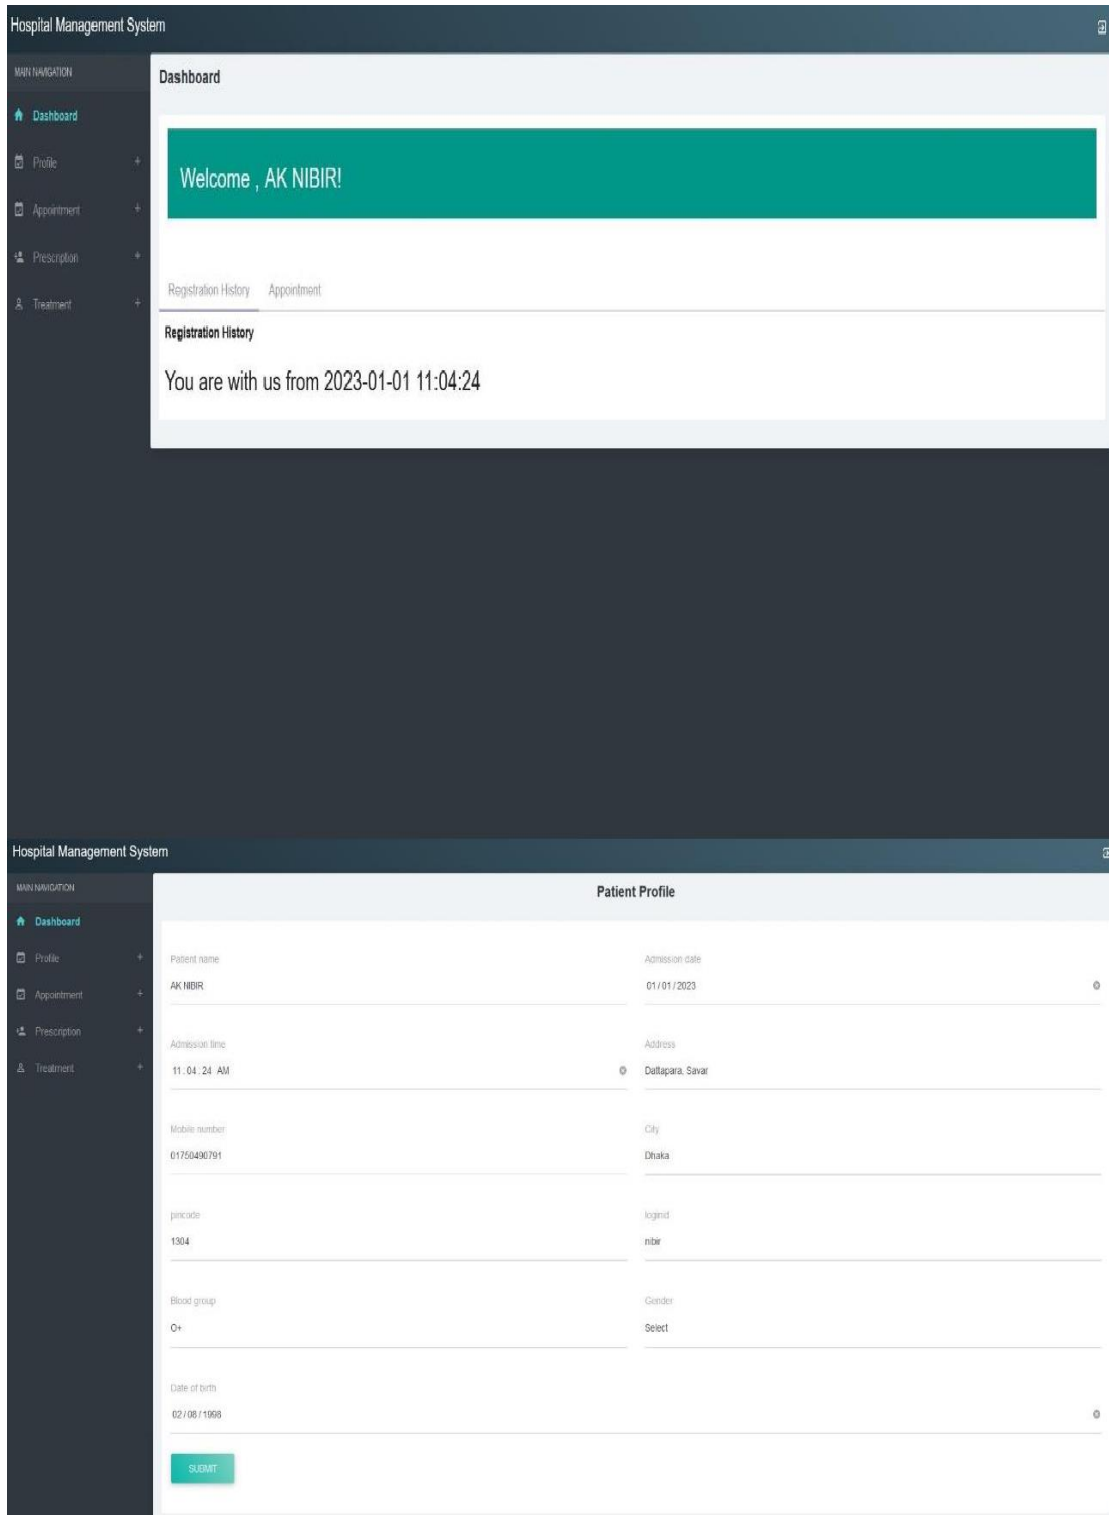 Hospital Management System
MAIN NAVIGATION
Dashboard
Profile +
Appointment +
Prescription +
Treatment +
Dashboard
Welcome , AK NIBIR!
Registration History Appointment
Registration History
You are with us from 2023-01-01 11:04:24
Hospital Management System
MAIN NAVIGATION
Dashboard
Profile +
Appointment +
Prescription +
Treatment +
Patient Profile
Patient name Admission date
AK NIBIR 01/01/2023
Admission time Address
11:04:24 AM Dattapara, Savar
Mobile number City
01750490791 Dhaka
pincode loginid
1304 nibir
Blood group Gender
O+ Select
Date of birth
02/08/1998
SUBMIT